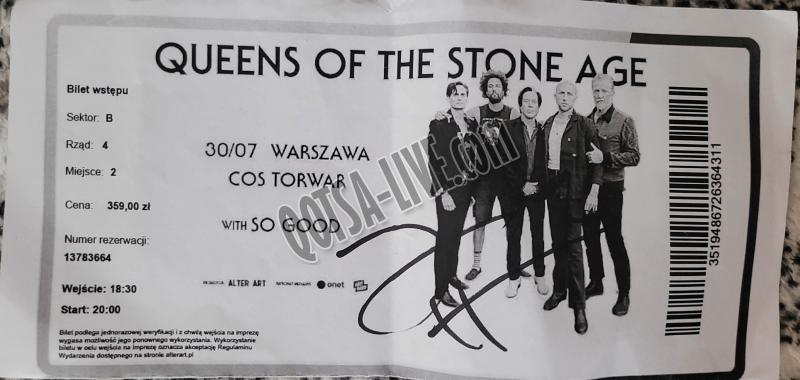 QUEENS OF THE STONE AGE
Bilet wstępu
Sektor: B
Rząd: 4
Miejsce: 2
Cena: 359,00 zł
Numer rezerwacji:
13783664
Wejście: 18:30
Start: 20:00
30/07 WARSZAWA
COS TORWAR
WITH SO GOOD
QOTSA-LIVE.com
ALTER ART
onet
Bilet podlega jednorazowej weryfikacji i z chwilą wejścia na imprezę
wygasa możliwość jego ponownego wykorzystania. Wykorzystanie
biletu w celu wejścia na imprezę oznacza akceptację Regulaminu
Wydarzenia dostępnego na stronie alterart.pl
3519486726364311